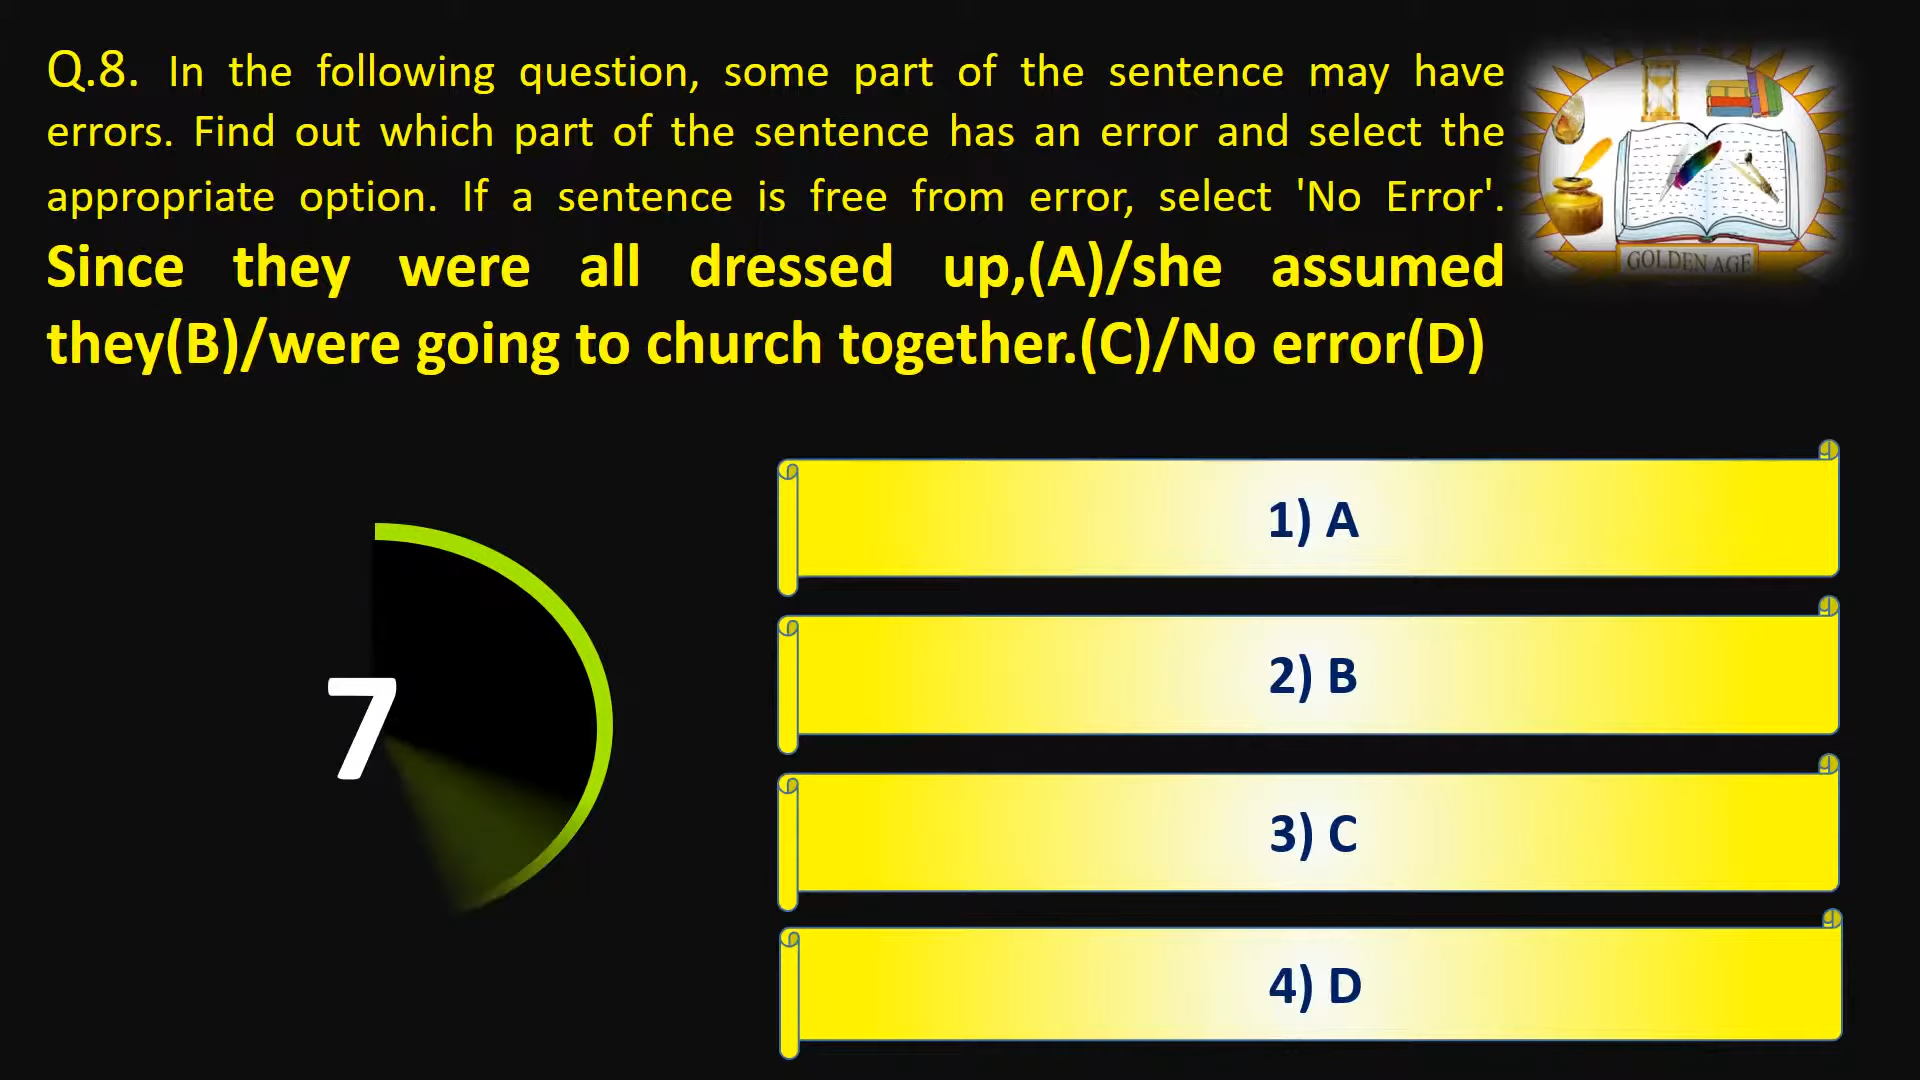 Q.8. In the following question, some part of the sentence may have
errors. Find out which part of the sentence has an error and select the
appropriate option. If a sentence is free from error, select 'No Error'.
Since they were all dressed up,(A)/she assumed
they(B)/were going to church together.(C)/No error(D)
GOLDEN AGE
7
1) A
2) B
3) C
4) D